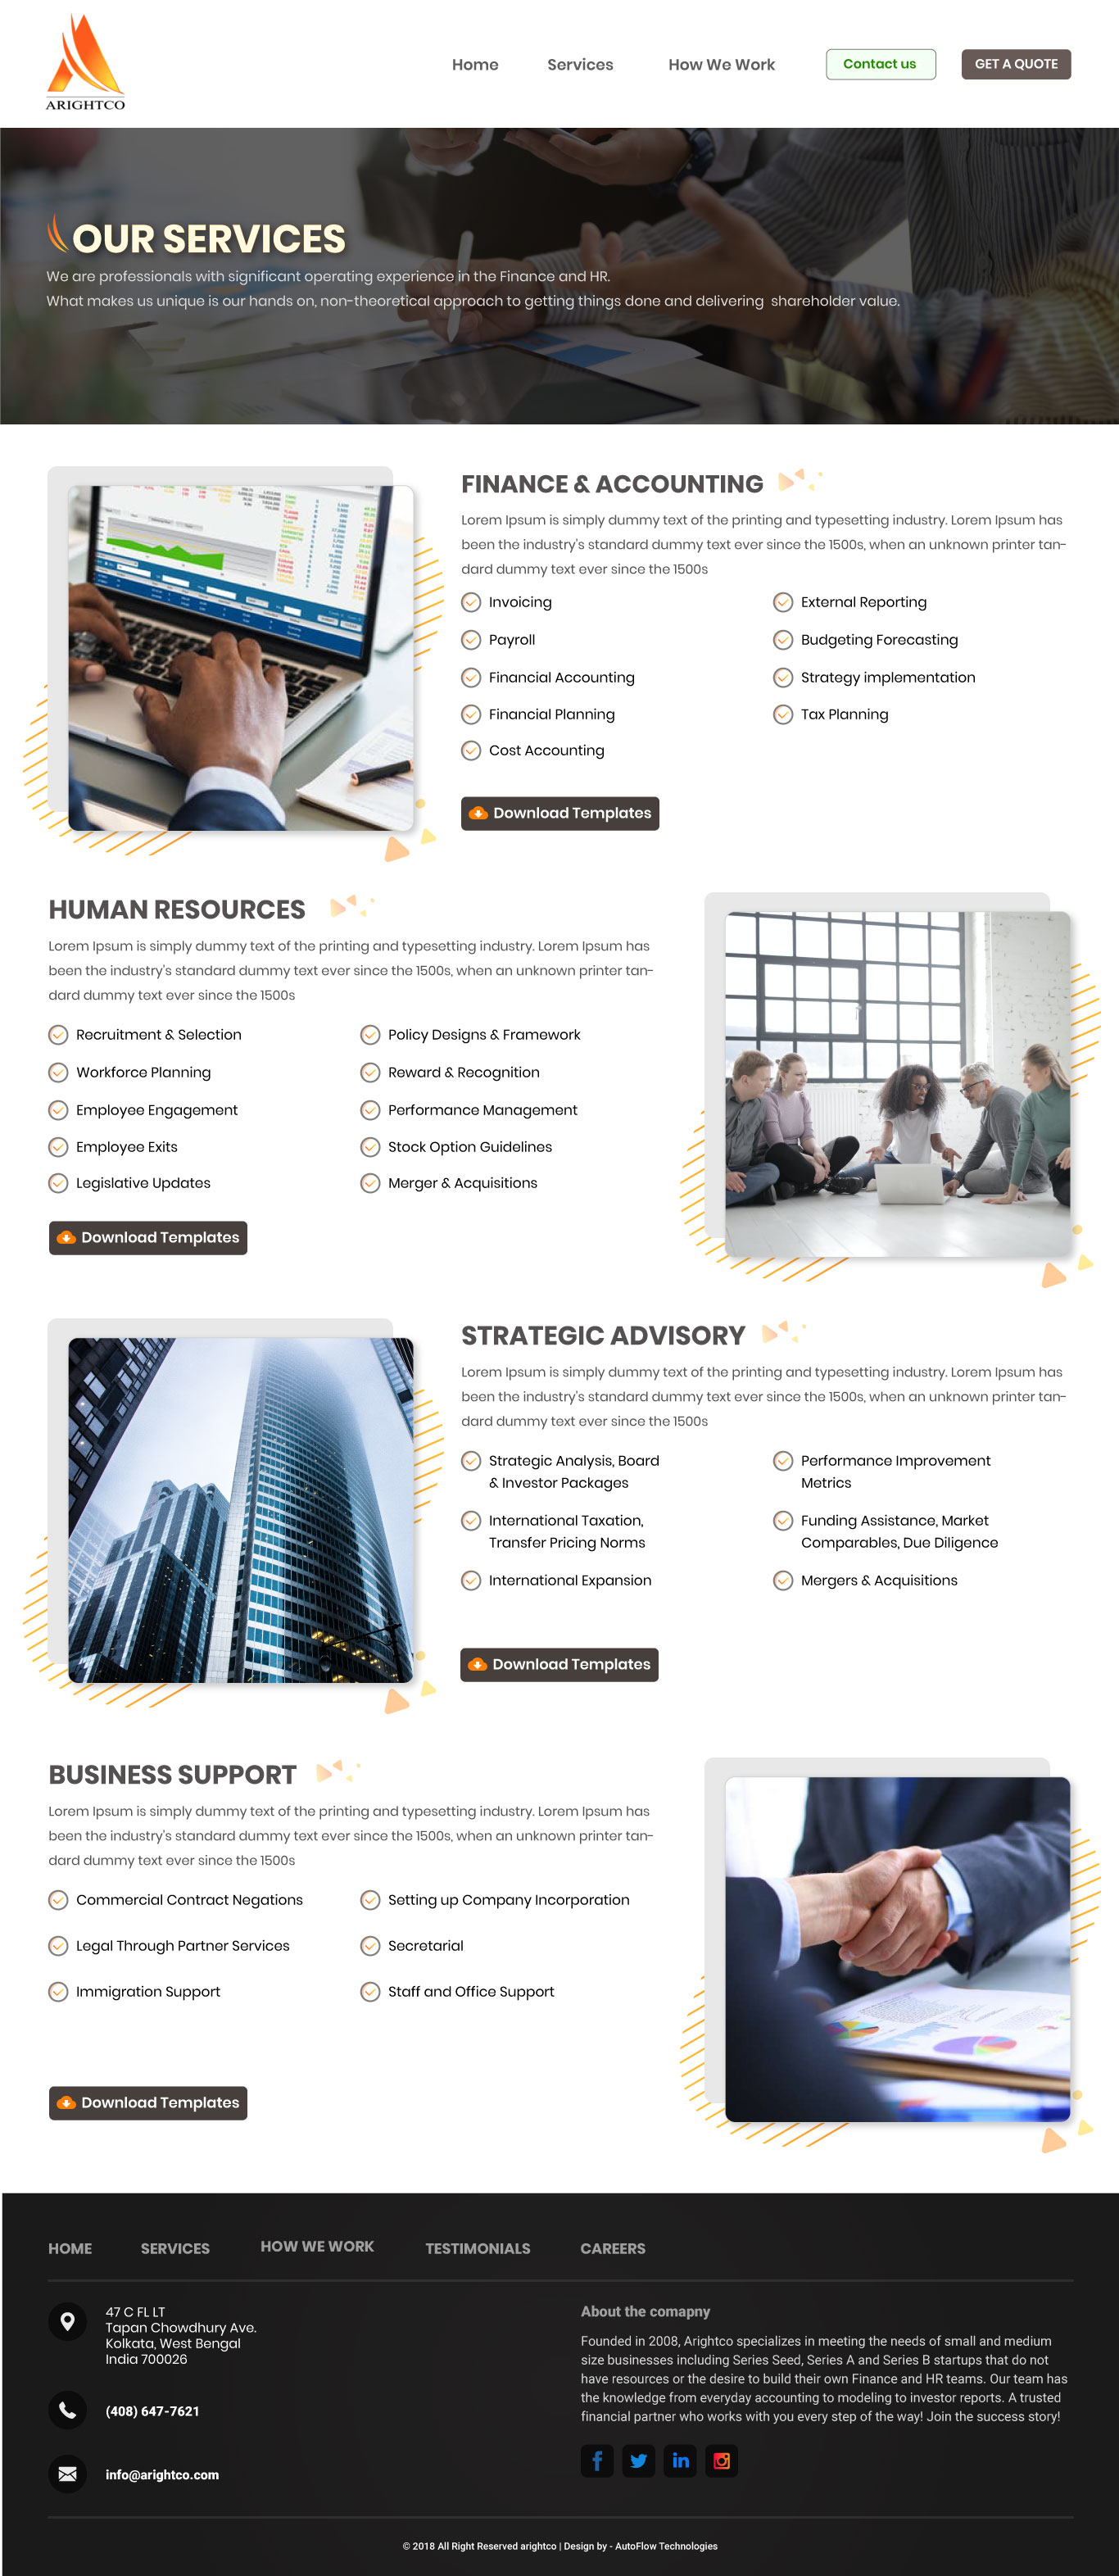 ARIGHTCO
Home
Services
How We Work
Contact us
GET A QUOTE
OUR SERVICES
We are professionals with significant operating experience in the Finance and HR.
What makes us unique is our hands on, non-theoretical approach to getting things done and delivering shareholder value.
FINANCE & ACCOUNTING
Lorem Ipsum is simply dummy text of the printing and typesetting industry. Lorem Ipsum has
been the industry's standard dummy text ever since the 1500s, when an unknown printer tan-
dard dummy text ever since the 1500s
Invoicing
Payroll
Financial Accounting
Financial Planning
Cost Accounting
External Reporting
Budgeting Forecasting
Strategy implementation
Tax Planning
Download Templates
HUMAN RESOURCES
Lorem Ipsum is simply dummy text of the printing and typesetting industry. Lorem Ipsum has
been the industry's standard dummy text ever since the 1500s, when an unknown printer tan-
dard dummy text ever since the 1500s
Recruitment & Selection
Workforce Planning
Employee Engagement
Employee Exits
Legislative Updates
Policy Designs & Framework
Reward & Recognition
Performance Management
Stock Option Guidelines
Merger & Acquisitions
Download Templates
STRATEGIC ADVISORY
Lorem Ipsum is simply dummy text of the printing and typesetting industry. Lorem Ipsum has
been the industry's standard dummy text ever since the 1500s, when an unknown printer tan-
dard dummy text ever since the 1500s
Strategic Analysis, Board
& Investor Packages
International Taxation,
Transfer Pricing Norms
International Expansion
Performance Improvement
Metrics
Funding Assistance, Market
Comparables, Due Diligence
Mergers & Acquisitions
Download Templates
BUSINESS SUPPORT
Lorem Ipsum is simply dummy text of the printing and typesetting industry. Lorem Ipsum has
been the industry's standard dummy text ever since the 1500s, when an unknown printer tan-
dard dummy text ever since the 1500s
Commercial Contract Negations
Legal Through Partner Services
Immigration Support
Setting up Company Incorporation
Secretarial
Staff and Office Support
Download Templates
HOME
SERVICES
HOW WE WORK
TESTIMONIALS
CAREERS
47 C FL LT
Tapan Chowdhury Ave.
Kolkata, West Bengal
India 700026
(408) 647-7621
info@arightco.com
About the comapny
Founded in 2008, Arightco specializes in meeting the needs of small and medium
size businesses including Series Seed, Series A and Series B startups that do not
have resources or the desire to build their own Finance and HR teams. Our team has
the knowledge from everyday accounting to modeling to investor reports. A trusted
financial partner who works with you every step of the way! Join the success story!
© 2018 All Right Reserved arightco | Design by - AutoFlow Technologies